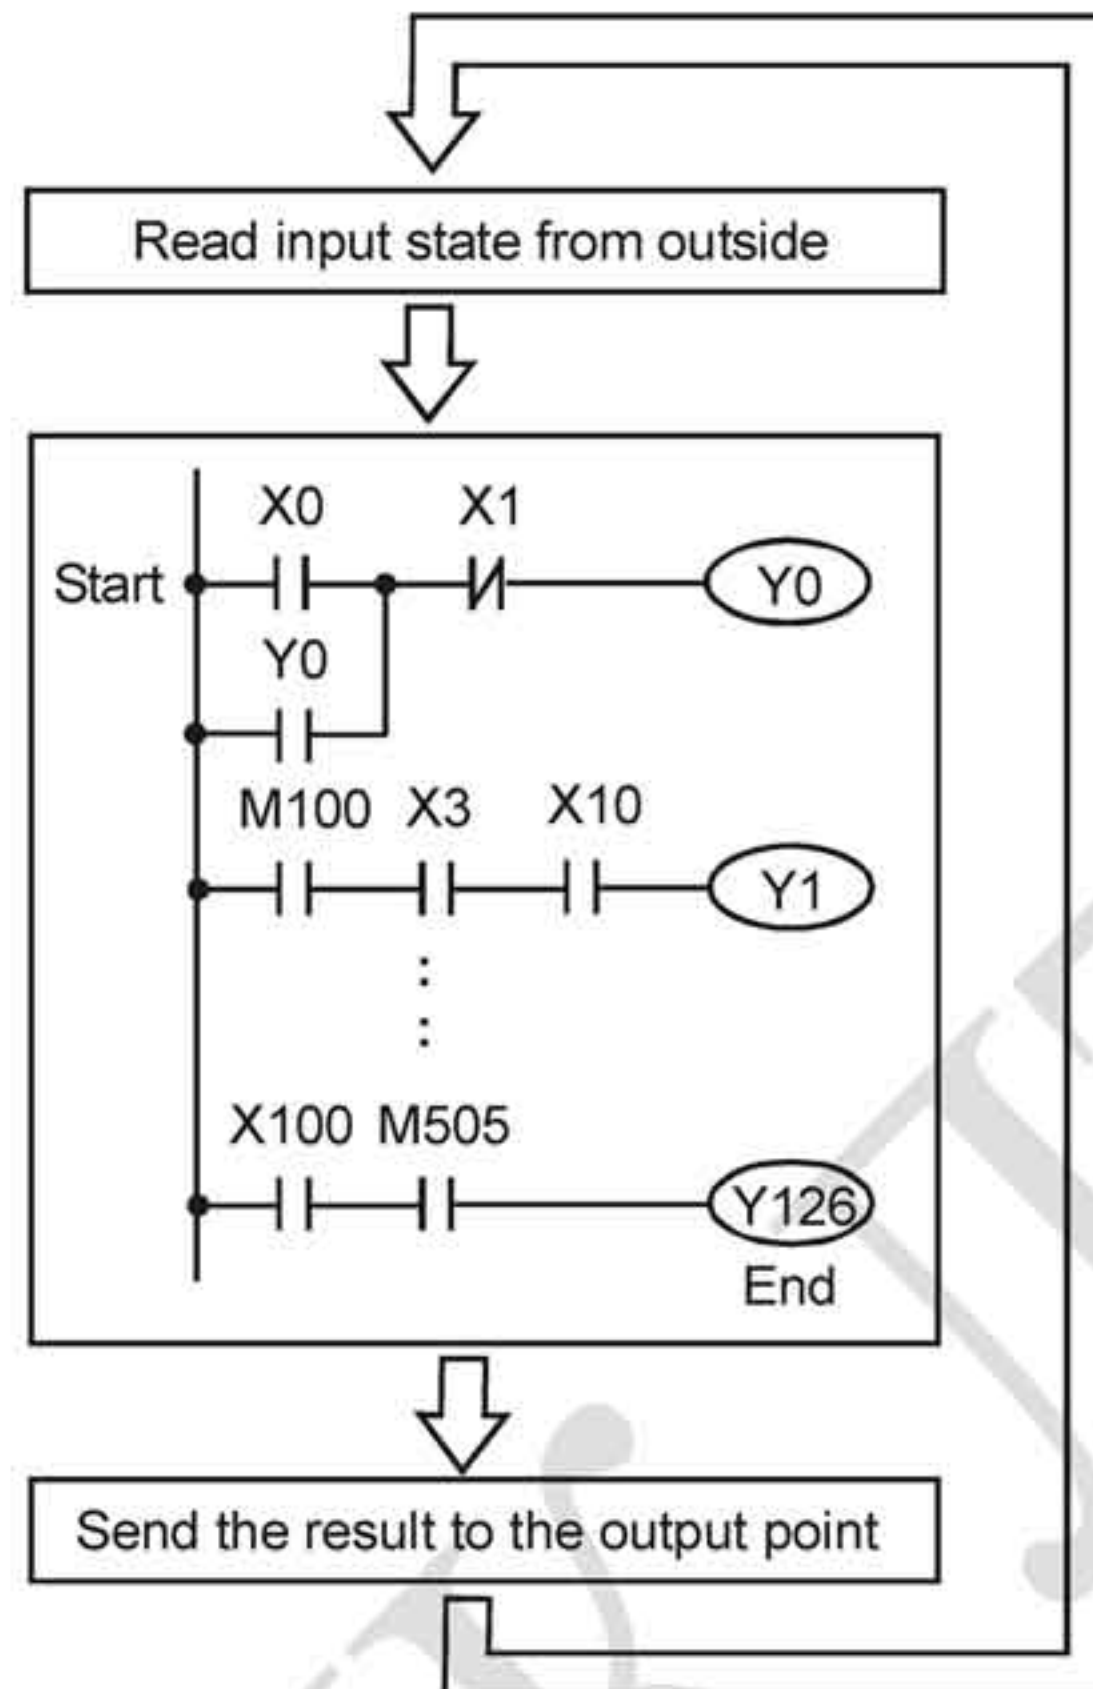 Read input state from outside
X0 X1
Start Y0
Y0
M100 X3 X10
Y1
X100 M505
Y126
End
Send the result to the output point